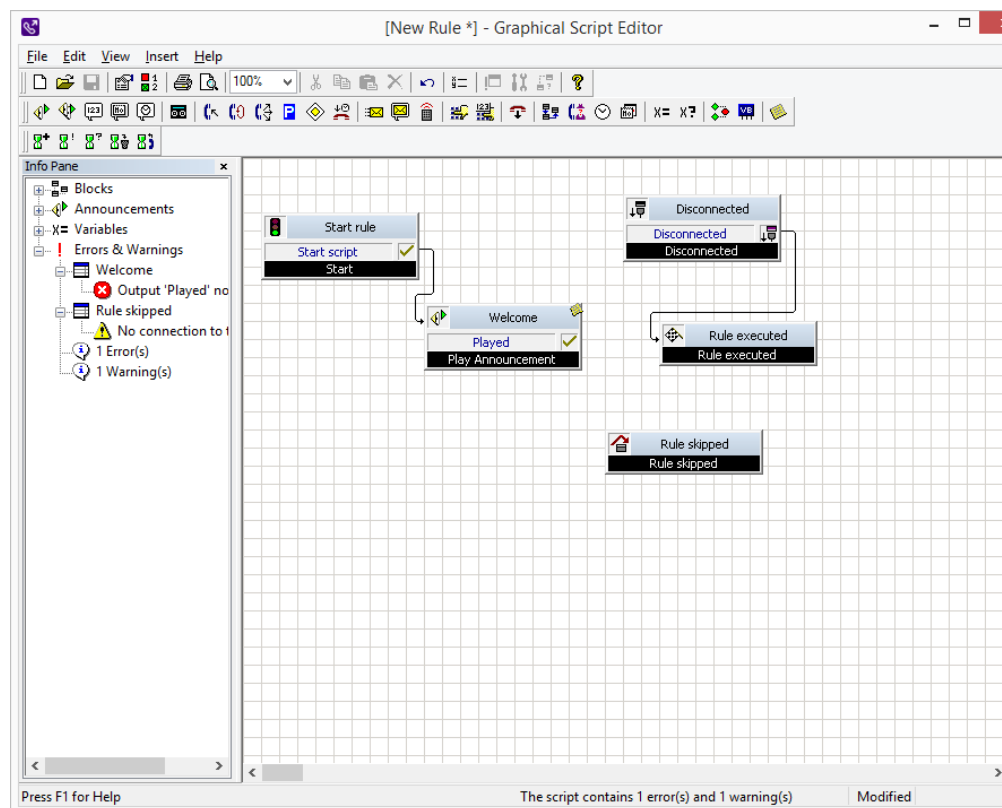 [New Rule *] - Graphical Script Editor
File Edit View Insert Help
100%
X= X?
VB
Info Pane x
Blocks
Announcements
X= Variables
Errors & Warnings
Welcome
Output 'Played' no
Rule skipped
No connection to t
1 Error(s)
1 Warning(s)
Start rule
Start script
Start
Welcome
Played
Play Announcement
Disconnected
Disconnected
Disconnected
Rule executed
Rule executed
Rule skipped
Rule skipped
Press F1 for Help
The script contains 1 error(s) and 1 warning(s)
Modified